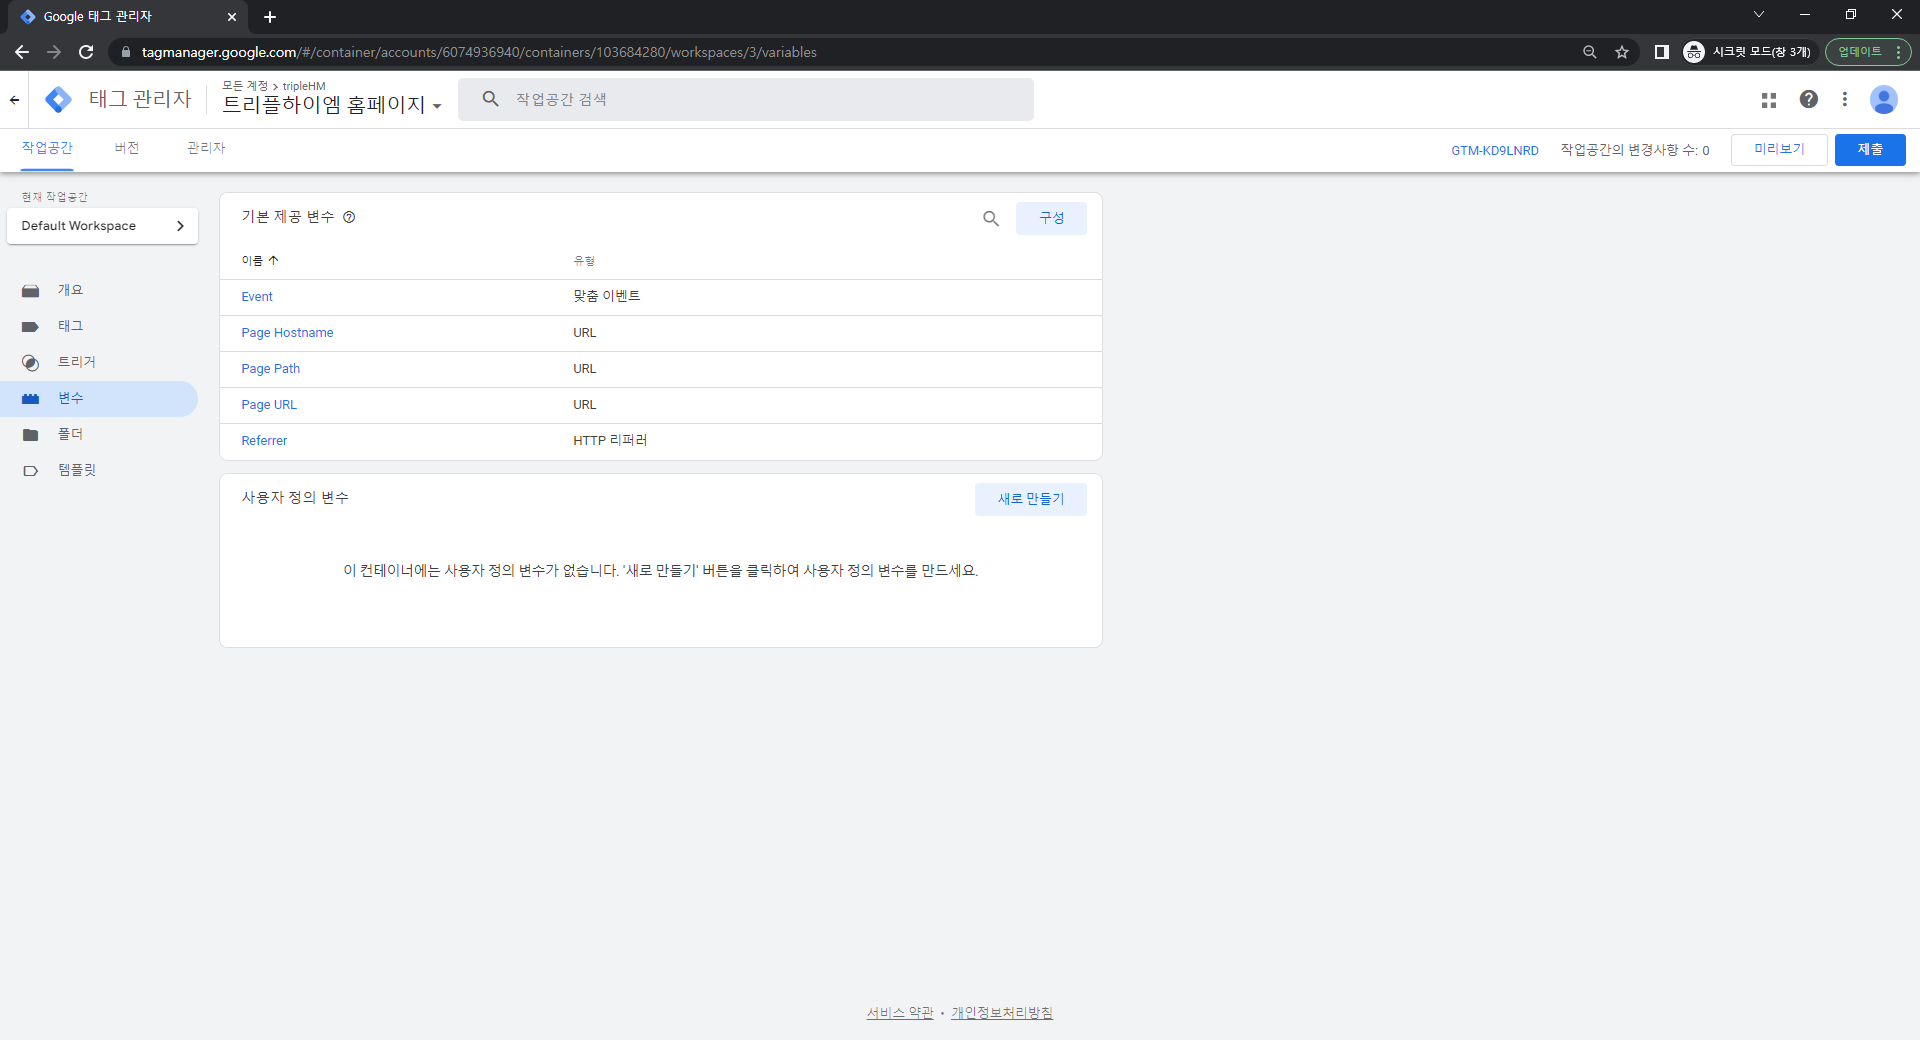 Google 태그 관리자
tagmanager.google.com/#/container/accounts/6074936940/containers/103684280/workspaces/3/variables
시크릿 모드(창 3개)
업데이트
태그 관리자
모든 계정 > tripleHM
트리플하이엠 홈페이지
작업공간 검색
작업공간
버전
관리자
GTM-KD9LNRD
작업공간의 변경사항 수: 0
미리보기
제출
현재 작업공간
Default Workspace
개요
태그
트리거
변수
폴더
템플릿
기본 제공 변수
구성
이름
유형
Event
맞춤 이벤트
Page Hostname
URL
Page Path
URL
Page URL
URL
Referrer
HTTP 리퍼러
사용자 정의 변수
새로 만들기
이 컨테이너에는 사용자 정의 변수가 없습니다. '새로 만들기' 버튼을 클릭하여 사용자 정의 변수를 만드세요.
서비스 약관 • 개인정보처리방침